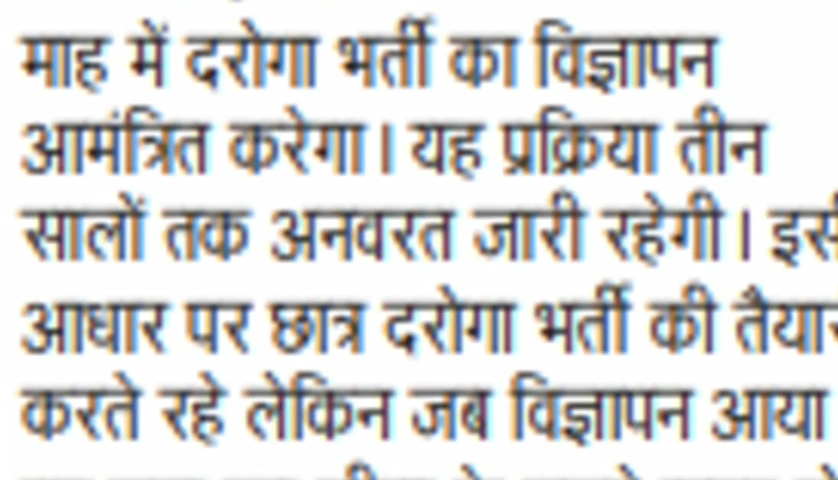 माह में दरोगा भर्ती का विज्ञापन
आमंत्रित करेगा। यह प्रक्रिया तीन
सालों तक अनवरत जारी रहेगी।
आधार पर छात्र दरोगा भर्ती की
करते रहे लेकिन जब विज्ञापन आया